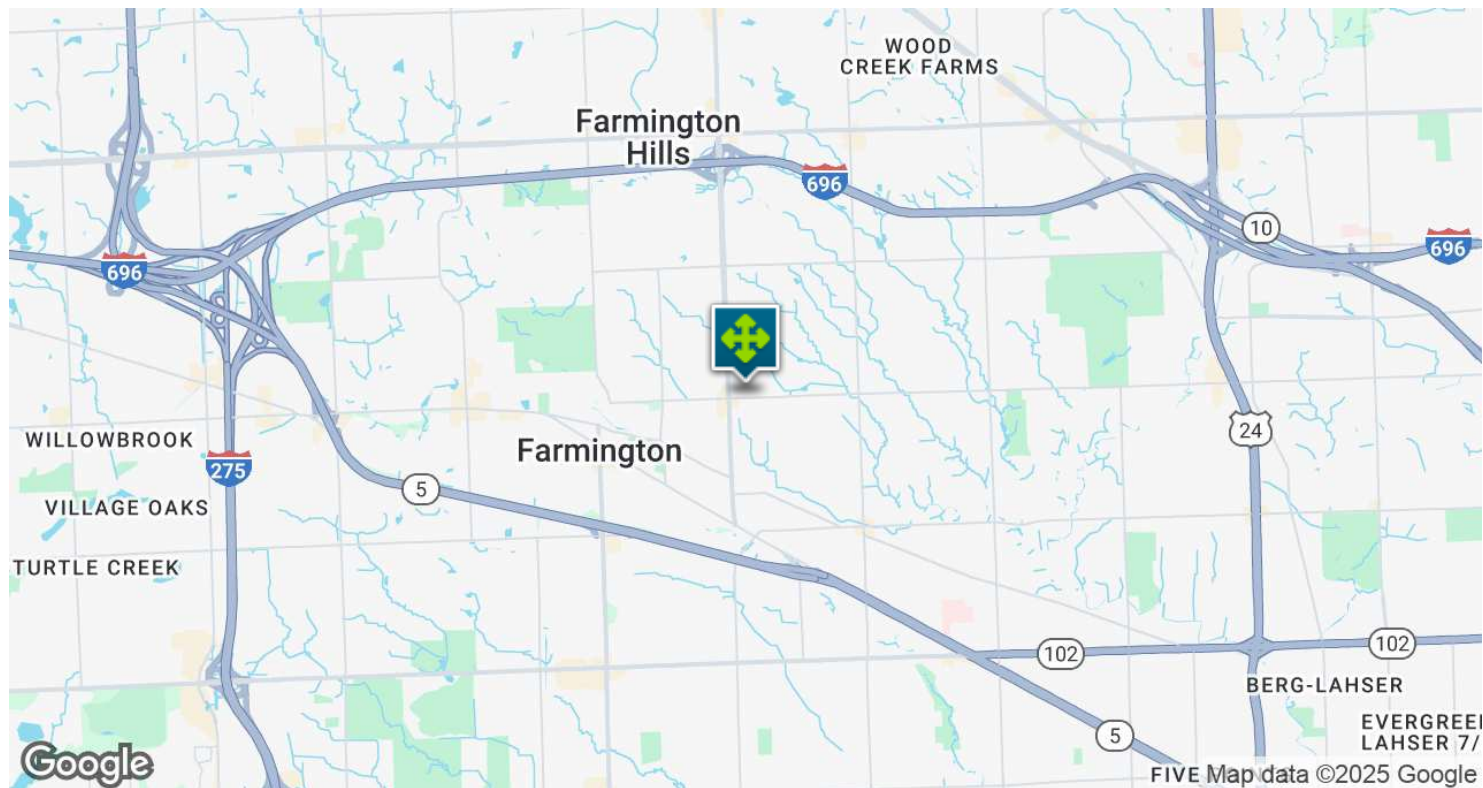 WOOD
CREEK FARMS
Farmington
Hills
696
696
10
696
24
WILLOWBROOK
Farmington
275
5
VILLAGE OAKS
TURTLE CREEK
102
102
BERG-LAHSER
EVERGREE
LAHSER 7/
5
Google
FIVE
Map data ©2025 Google